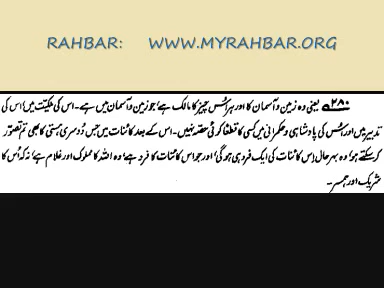 RAHBAR: WWW.MYRAHBAR.ORG
۲۸۰ یعنی وہ زمین و آسمان کا اور ہر اُس چیز کا مالک ہے جو زمین و آسمان میں ہے۔ اس کی ملکیت میں، اس کی
تدبیر میں اور اس کی پادشاہی و حکمرانی میں کسی کا قطعاً کوئی حصہ نہیں۔ اس کے بعد کائنات میں جس دُوسری ہستی کا بھی تم تصوّر
کر سکتے ہو، وہ بہرحال اِس کائنات کی ایک فرد ہی ہو گی، اور جو اس کائنات کا فرد ہے، وہ اللہ کا مملوک اور غلام ہے، نہ کہ اُس کا
شریک اور ہمسر۔